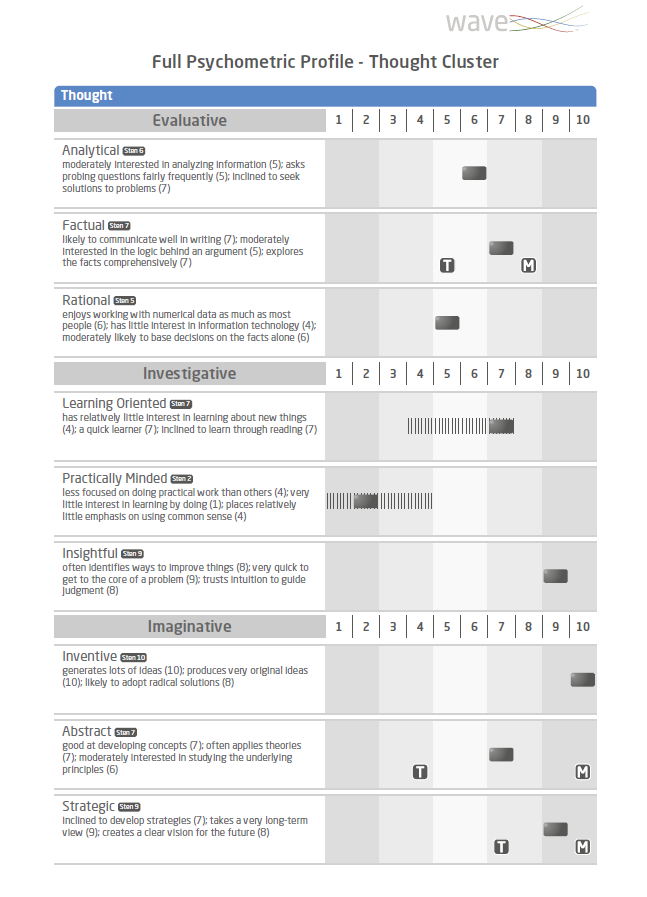 wave
Full Psychometric Profile - Thought Cluster
Thought
Evaluative 1 2 3 4 5 6 7 8 9 10
Analytical Sten 6
moderately interested in analyzing information (5); asks
probing questions fairly frequently (5); inclined to seek
solutions to problems (7)
Factual Sten 7
likely to communicate well in writing (7); moderately
interested in the logic behind an argument (5); explores
the facts comprehensively (7)
T M
Rational Sten 5
enjoys working with numerical data as much as most
people (6); has little interest in information technology (4);
moderately likely to base decisions on the facts alone (6)
Investigative 1 2 3 4 5 6 7 8 9 10
Learning Oriented Sten 7
has relatively little interest in learning about new things
(4); a quick learner (7); inclined to learn through reading (7)
Practically Minded Sten 2
less focused on doing practical work than others (4); very
little interest in learning by doing (1); places relatively
little emphasis on using common sense (4)
Insightful Sten 9
often identifies ways to improve things (8); very quick to
get to the core of a problem (9); trusts intuition to guide
judgment (8)
Imaginative 1 2 3 4 5 6 7 8 9 10
Inventive Sten 10
generates lots of ideas (10); produces very original ideas
(10); likely to adopt radical solutions (8)
Abstract Sten 7
good at developing concepts (7); often applies theories
(7); moderately interested in studying the underlying
principles (6)
T M
Strategic Sten 9
inclined to develop strategies (7); takes a very long-term
view (9); creates a clear vision for the future (8)
T M